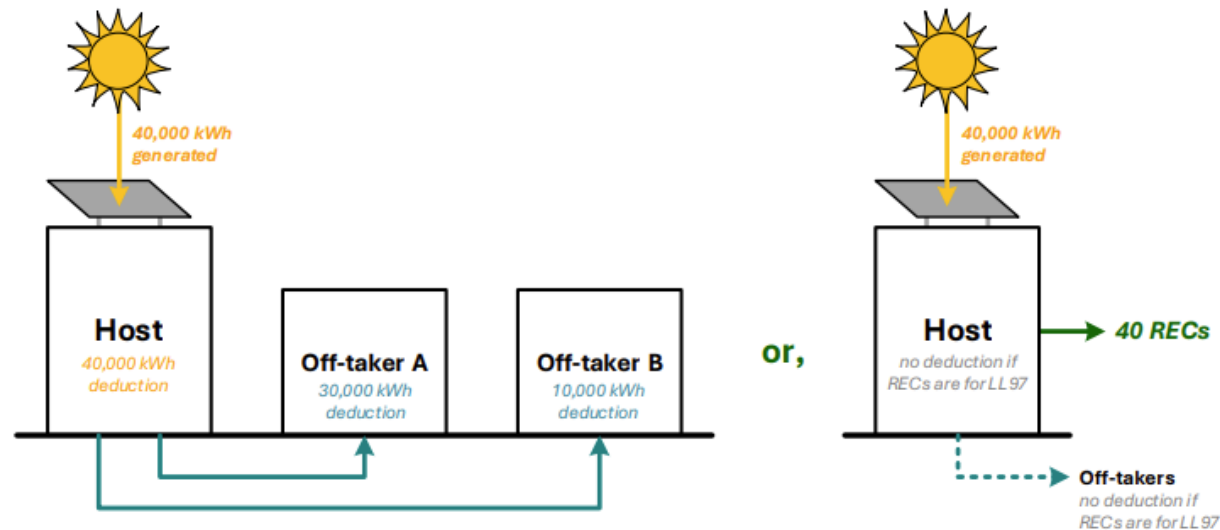 40,000 kWh
generated
Host
40,000 kWh
deduction
Off-taker A
30,000 kWh
deduction
Off-taker B
10,000 kWh
deduction
or,
40,000 kWh
generated
Host
no deduction if
RECs are for LL97
40 RECs
Off-takers
no deduction if
RECs are for LL97